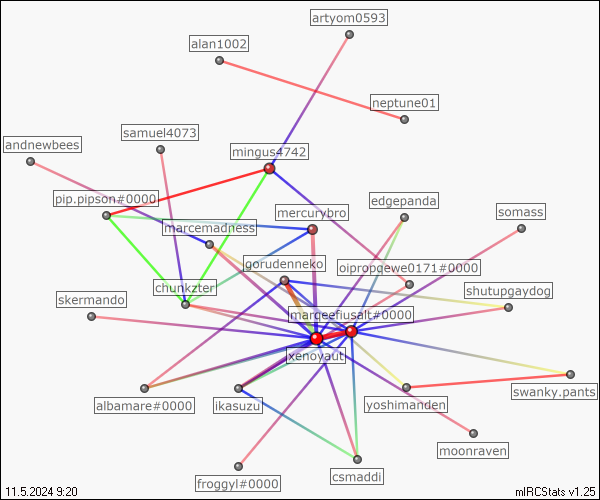 artyom0593
alan1002
neptune01
samuel4073
andnewbees
mingus4742
pip.pipson#0000
edgepanda
mercurybro
somass
marcemadness
gorudenneko
oipropqewe0171#0000
chunkzter
shutupgaydog
skermando
marqeefiusalt#0000
xenoyaut
swanky.pants
albamare#0000
ikasuzu
yoshimanden
moonraven
froggyl#0000
csmaddi
11.5.2024 9:20
mIRCStats v1.25